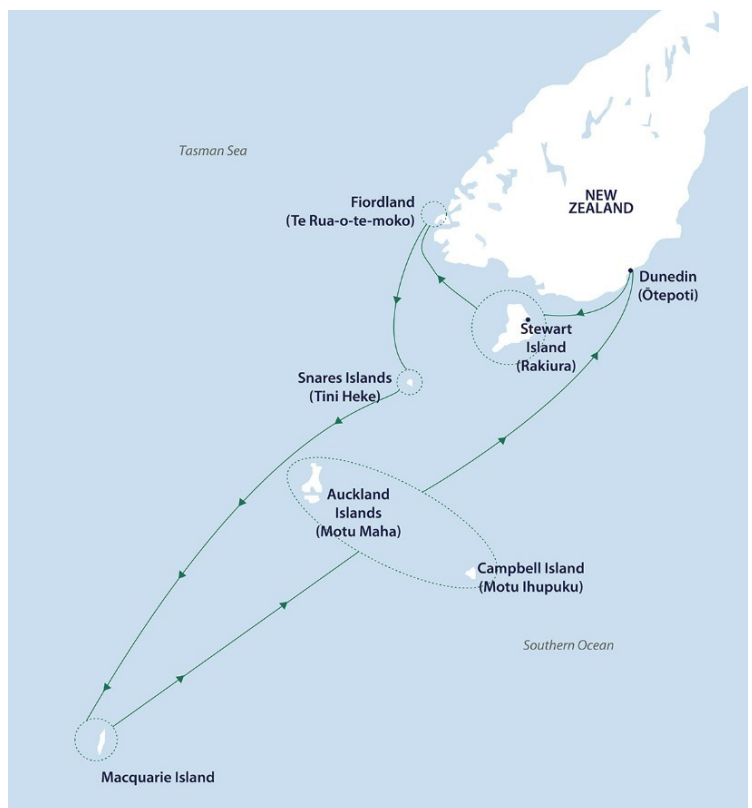 Tasman Sea
Fiordland
(Te Rua-o-te-moko)
NEW
ZEALAND
Dunedin
(Ōtepoti)
Stewart
Island
(Rakiura)
Snares Islands
(Tini Heke)
Auckland
Islands
(Motu Maha)
Campbell Island
(Motu Ihupuku)
Southern Ocean
Macquarie Island